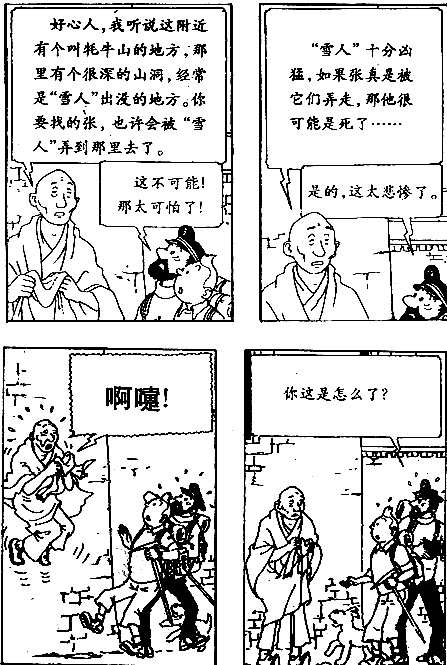 好心人，我听说这附近
有个叫牦牛山的地方，那
里有个很深的山洞，经常
是“雪人”出没的地方。你
要找的张，也许会被“雪
人”弄到那里去了。
这不可能！
那太可怕了！
“雪人”十分凶
猛，如果张真是被
它们弄走，那他很
可能是死了……
是的，这太悲惨了。
啊嚏！
你这是怎么了？